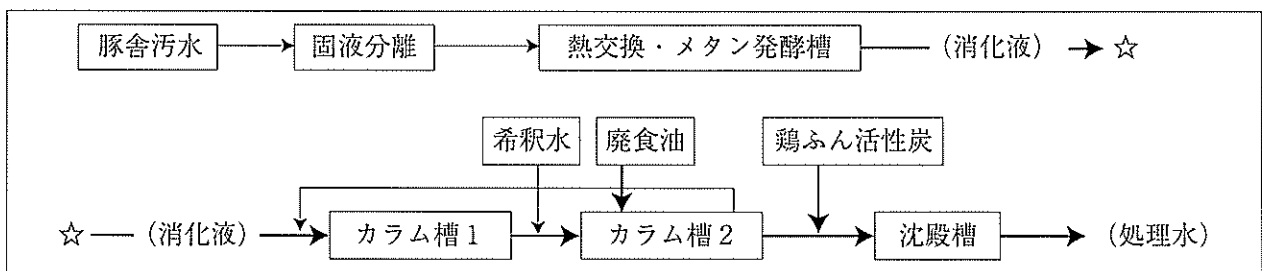 豚舎汚水 固液分離 熱交換・メタン発酵槽 (消化液) ☆
希釈水 廃食油 鶏ふん活性炭
☆ (消化液) カラム槽1 カラム槽2 沈殿槽 (処理水)